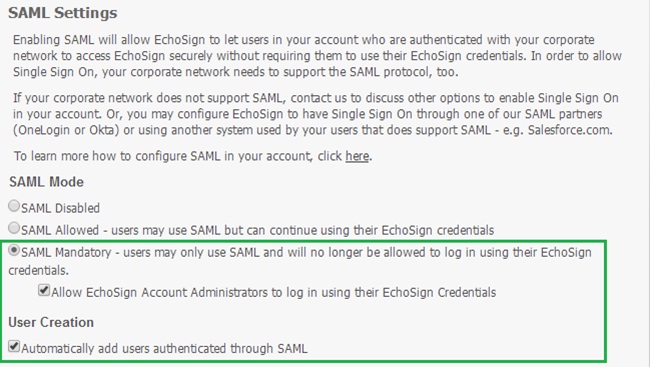 SAML Settings
Enabling SAML will allow EchoSign to let users in your account who are authenticated with your corporate
network to access EchoSign securely without requiring them to use their EchoSign credentials. In order to allow
Single Sign On, your corporate network needs to support the SAML protocol, too.
If your corporate network does not support SAML, contact us to discuss other options to enable Single Sign On
in your account. Or, you may configure EchoSign to have Single Sign On through one of our SAML partners
(OneLogin or Okta) or using another system used by your users that does support SAML - e.g. Salesforce.com.
To learn more how to configure SAML in your account, click here.
SAML Mode
SAML Disabled
SAML Allowed - users may use SAML but can continue using their EchoSign credentials
SAML Mandatory - users may only use SAML and will no longer be allowed to log in using their EchoSign
credentials.
Allow EchoSign Account Administrators to log in using their EchoSign Credentials
User Creation
Automatically add users authenticated through SAML